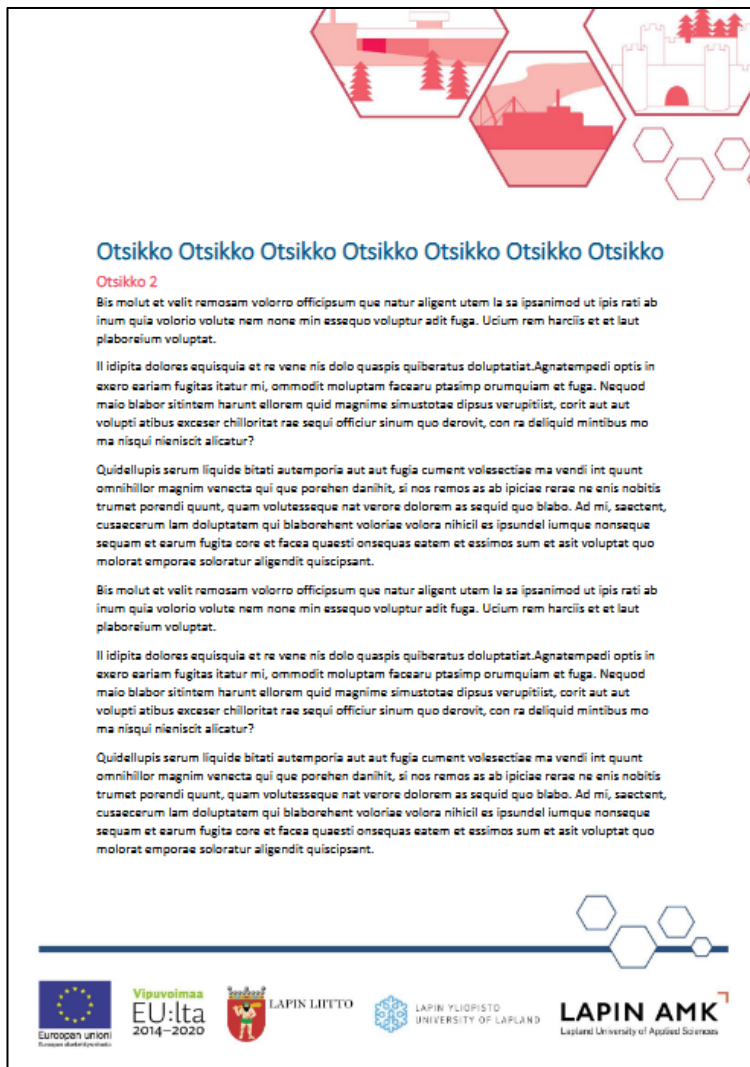 Otsikko Otsikko Otsikko Otsikko Otsikko Otsikko Otsikko
Otsikko 2
Bis molut et velit remosam volorro officipsum que natur aligent utem la sa ipsanimod ut ipis rati ab
inum quia volorio volute nem none min essequo voluptur adit fuga. Ucium rem harciis et et laut
plaboreium voluptat.
Il idipita dolores equisquia et re vene nis dolo quaspis quiberatus doluptatiat.Agnatempedi optis in
exero eariam fugitas itatur mi, ommodit moluptam facearu ptasimp orumquiam et fuga. Nequod
maio blabor sitintem harunt ellorem quid magnime simustotae dipsus verupitiist, corit aut aut
volupti atibus exceser chilloritat rae sequi officiur sinum quo derovit, con ra deliquid mintibus mo
ma nisqui nieniscit alicatur?
Quidellupis serum liquide bitati autemporia aut aut fugia cument volesectiae ma vendi int quunt
omnihillor magnim venecta qui que porehen danihit, si nos remos as ab ipiciae rerae ne enis nobitis
trumet porendi quunt, quam volutesseque nat verore dolorem as sequid quo blabo. Ad mi, saectent,
cusaecerum lam doluptatem qui blaborehent voloriae volora nihicil es ipsundel iumque nonseque
sequam et earum fugita core et facea quaesti onsequas eatem et essimos sum et asit voluptat quo
molorat emporae soloratur aligendit quiscipsant.
Bis molut et velit remosam volorro officipsum que natur aligent utem la sa ipsanimod ut ipis rati ab
inum quia volorio volute nem none min essequo voluptur adit fuga. Ucium rem harciis et et laut
plaboreium voluptat.
Il idipita dolores equisquia et re vene nis dolo quaspis quiberatus doluptatiat.Agnatempedi optis in
exero eariam fugitas itatur mi, ommodit moluptam facearu ptasimp orumquiam et fuga. Nequod
maio blabor sitintem harunt ellorem quid magnime simustotae dipsus verupitiist, corit aut aut
volupti atibus exceser chilloritat rae sequi officiur sinum quo derovit, con ra deliquid mintibus mo
ma nisqui nieniscit alicatur?
Quidellupis serum liquide bitati autemporia aut aut fugia cument volesectiae ma vendi int quunt
omnihillor magnim venecta qui que porehen danihit, si nos remos as ab ipiciae rerae ne enis nobitis
trumet porendi quunt, quam volutesseque nat verore dolorem as sequid quo blabo. Ad mi, saectent,
cusaecerum lam doluptatem qui blaborehent voloriae volora nihicil es ipsundel iumque nonseque
sequam et earum fugita core et facea quaesti onsequas eatem et essimos sum et asit voluptat quo
molorat emporae soloratur aligendit quiscipsant.
Euroopan unioni
Vipuvoimaa
EU:lta
2014–2020
LAPIN LIITTO
LAPIN YLIOPISTO
UNIVERSITY OF LAPLAND
LAPIN AMK
Lapland University of Applied Sciences